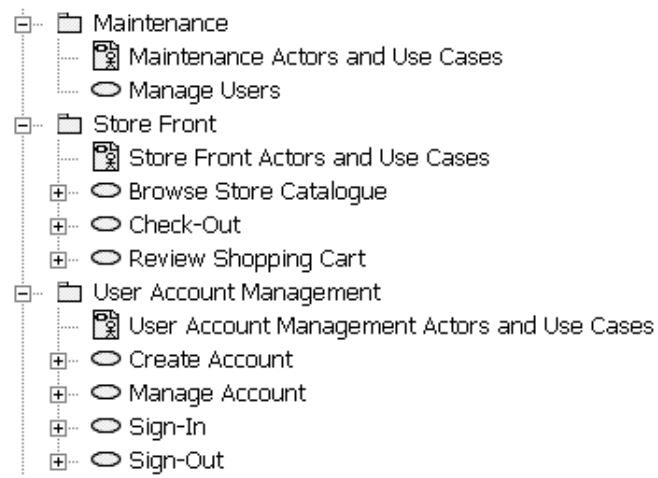 Maintenance
Maintenance Actors and Use Cases
Manage Users
Store Front
Store Front Actors and Use Cases
Browse Store Catalogue
Check-Out
Review Shopping Cart
User Account Management
User Account Management Actors and Use Cases
Create Account
Manage Account
Sign-In
Sign-Out